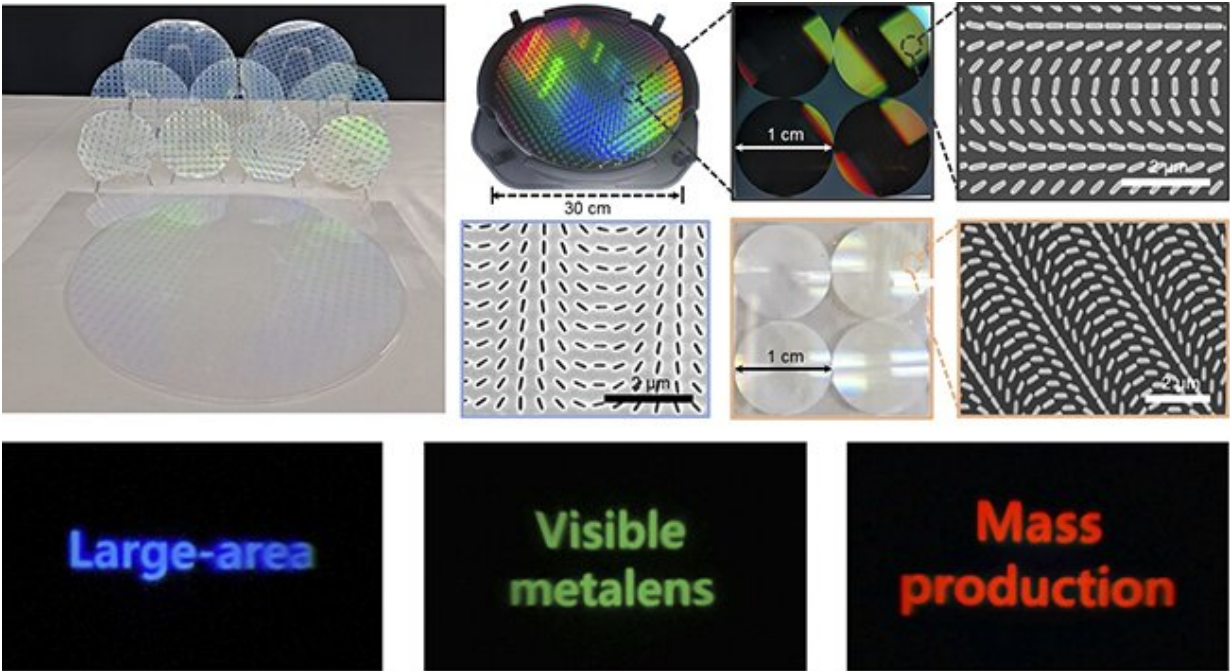 30 cm
1 cm
2 µm
2 µm
1 cm
2 µm
Large-area
Visible
metalens
Mass
production